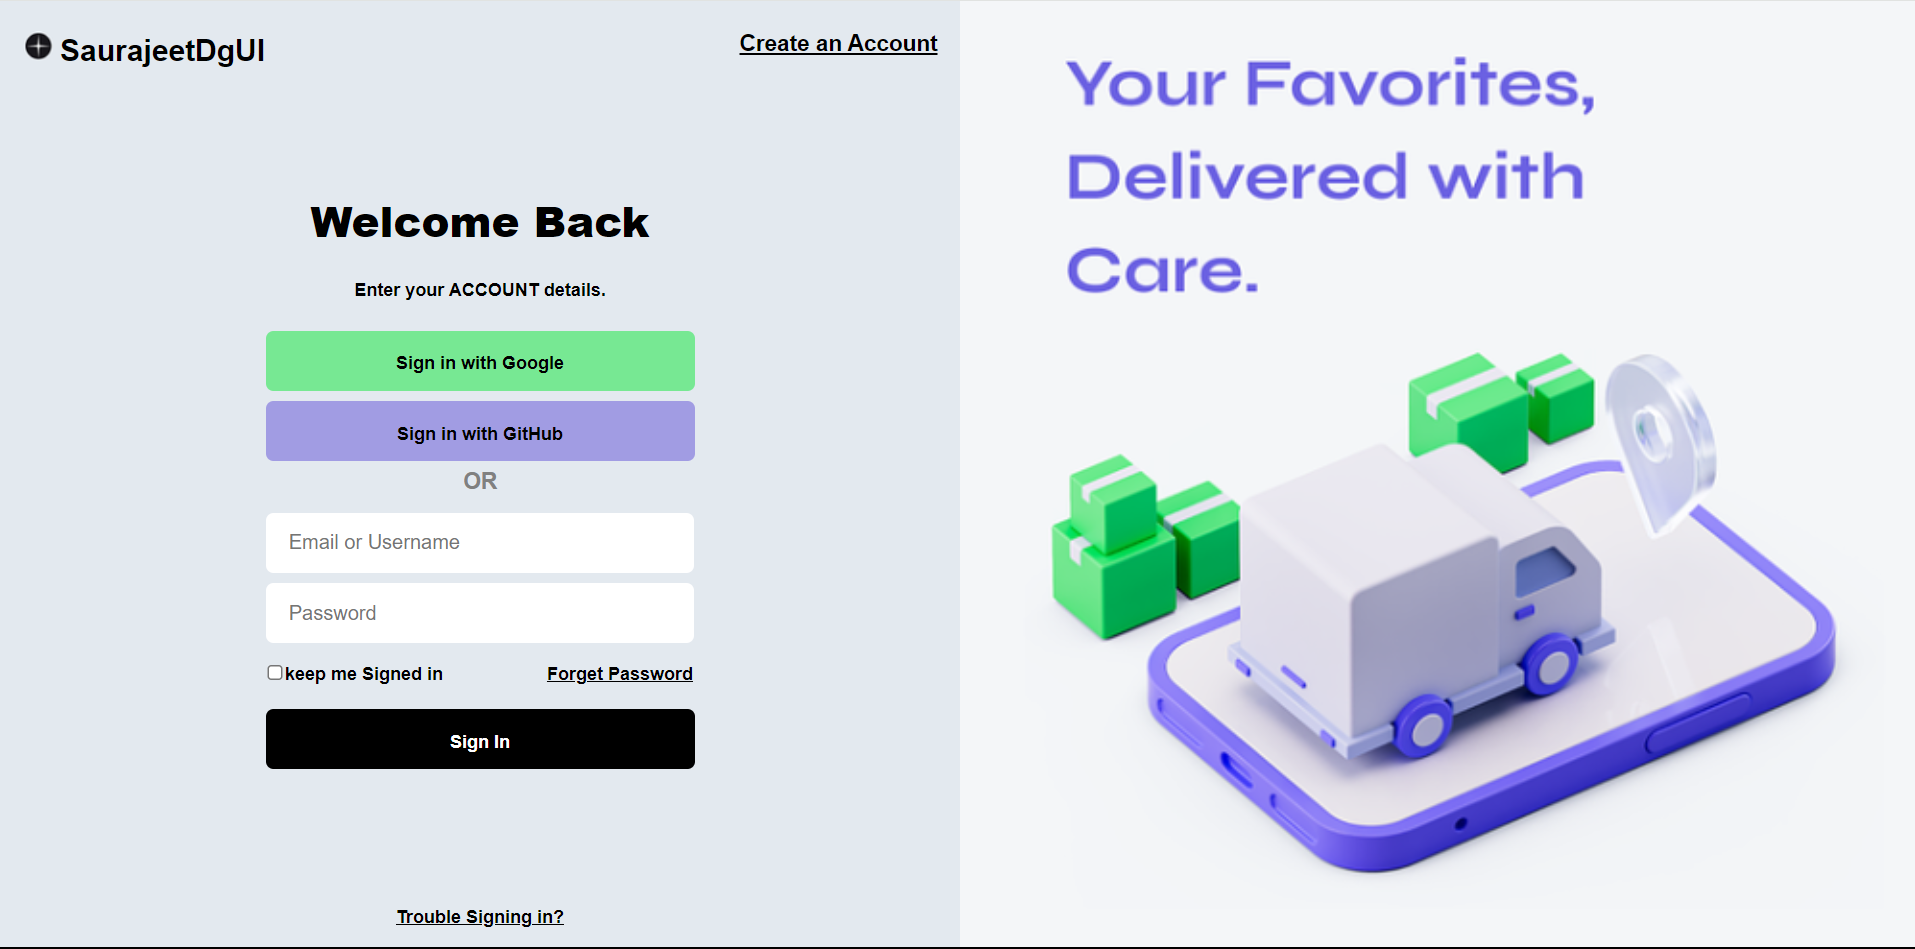 SaurajeetDgUI
Create an Account
Welcome Back
Enter your ACCOUNT details.
Sign in with Google
Sign in with GitHub
OR
Email or Username
Password
keep me Signed in
Forget Password
Sign In
Trouble Signing in?
Your Favorites,
Delivered with
Care.